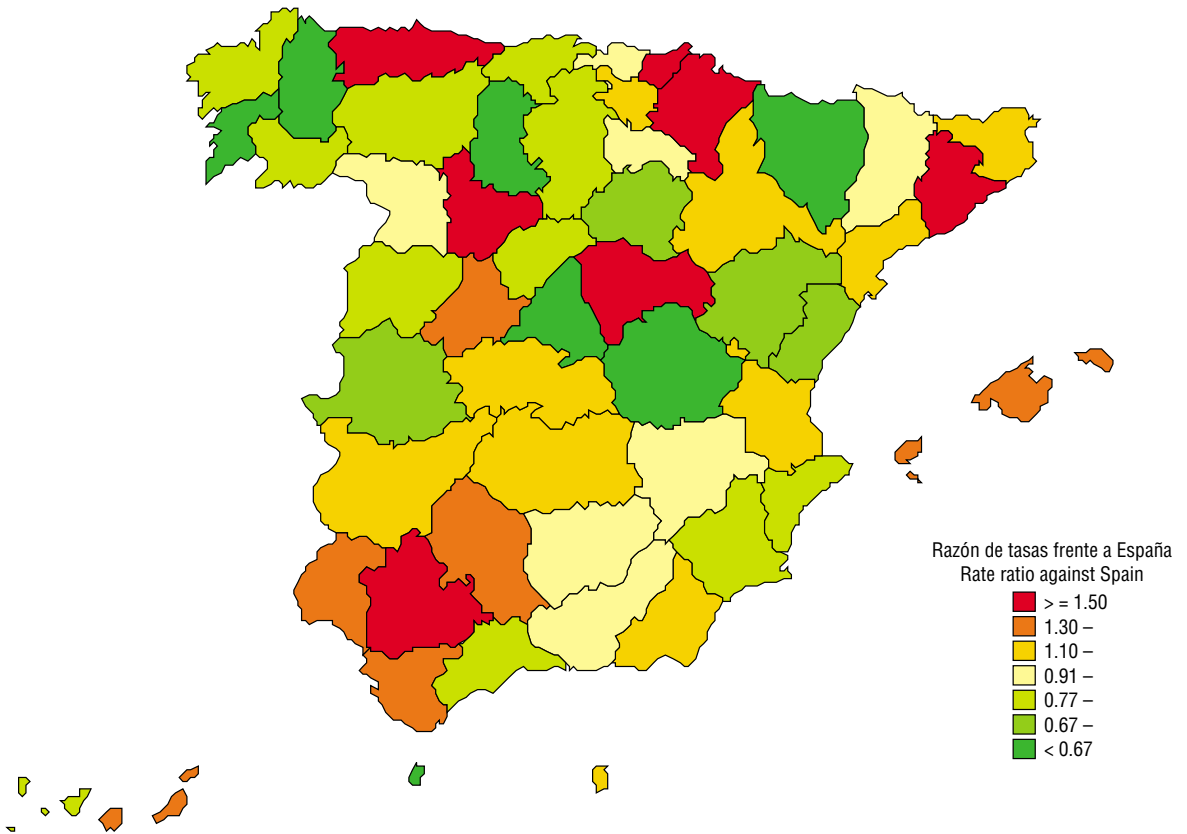 Razón de tasas frente a España
Rate ratio against Spain
> = 1.50
1.30 –
1.10 –
0.91 –
0.77 –
0.67 –
< 0.67